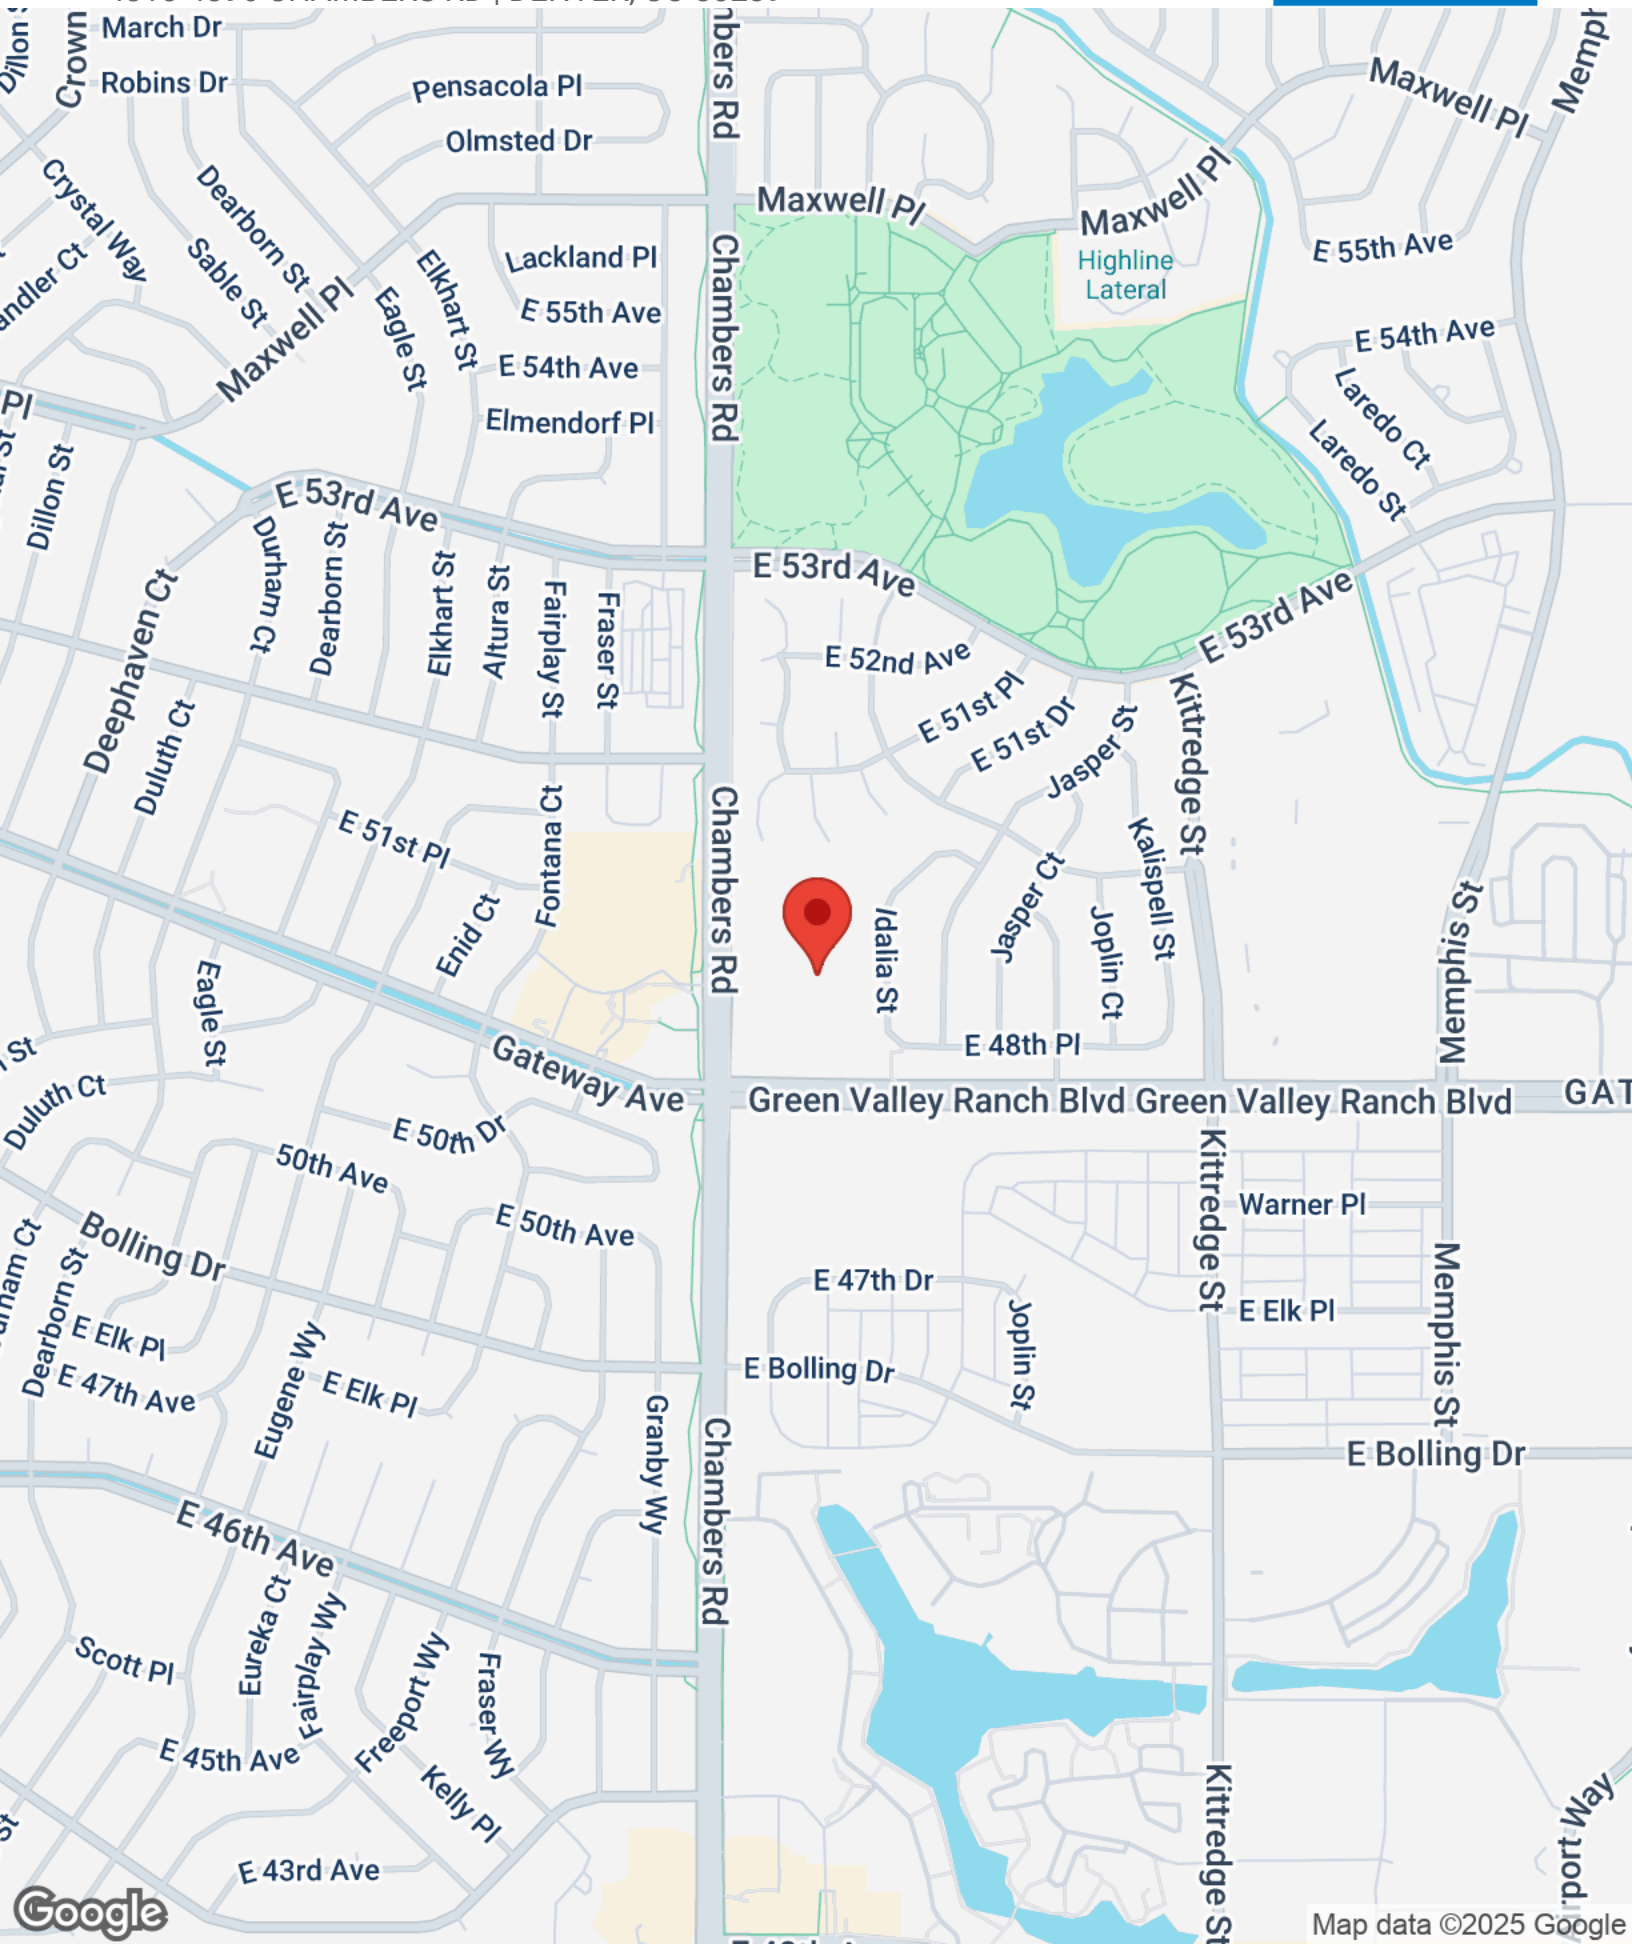 March Dr
Robins Dr
Pensacola Pl
Olmsted Dr
Maxwell Pl
Maxwell Pl
Maxwell Pl
Crystal Way
Dearborn St
Sable St
Maxwell Pl
Elkhart St
Eagle St
Lackland Pl
E 55th Ave
E 54th Ave
Elmendorf Pl
Chambers Rd
Highline
Lateral
E 55th Ave
E 54th Ave
Laredo Ct
Laredo St
Pl
Dillon St
E 53rd Ave
E 53rd Ave
E 53rd Ave
Deephaven Ct
Durham Ct
Dearborn St
Elkhart St
Altura St
Fairplay St
Fraser St
E 52nd Ave
E 51st Pl
E 51st Dr
Jasper St
Kittredge St
Duluth Ct
E 51st Pl
Fontana Ct
Enid Ct
Chambers Rd
Idalia St
Jasper Ct
Joplin Ct
Kalispell St
Memphis St
Eagle St
E 48th Pl
Gateway Ave
Green Valley Ranch Blvd
Green Valley Ranch Blvd
GAT
Duluth Ct
E 50th Dr
50th Ave
E 50th Ave
Bolling Dr
Kittredge St
Warner Pl
Memphis St
E 47th Dr
Joplin St
E Elk Pl
Dearborn St
E Elk Pl
E 47th Ave
Eugene Wy
E Elk Pl
E Bolling Dr
E Bolling Dr
Granby Wy
Chambers Rd
E 46th Ave
Eureka Ct
Fairplay Wy
Freeport Wy
Fraser Wy
Scott Pl
E 45th Ave
Kelly Pl
E 43rd Ave
Kittredge St
Google
Map data ©2025 Google